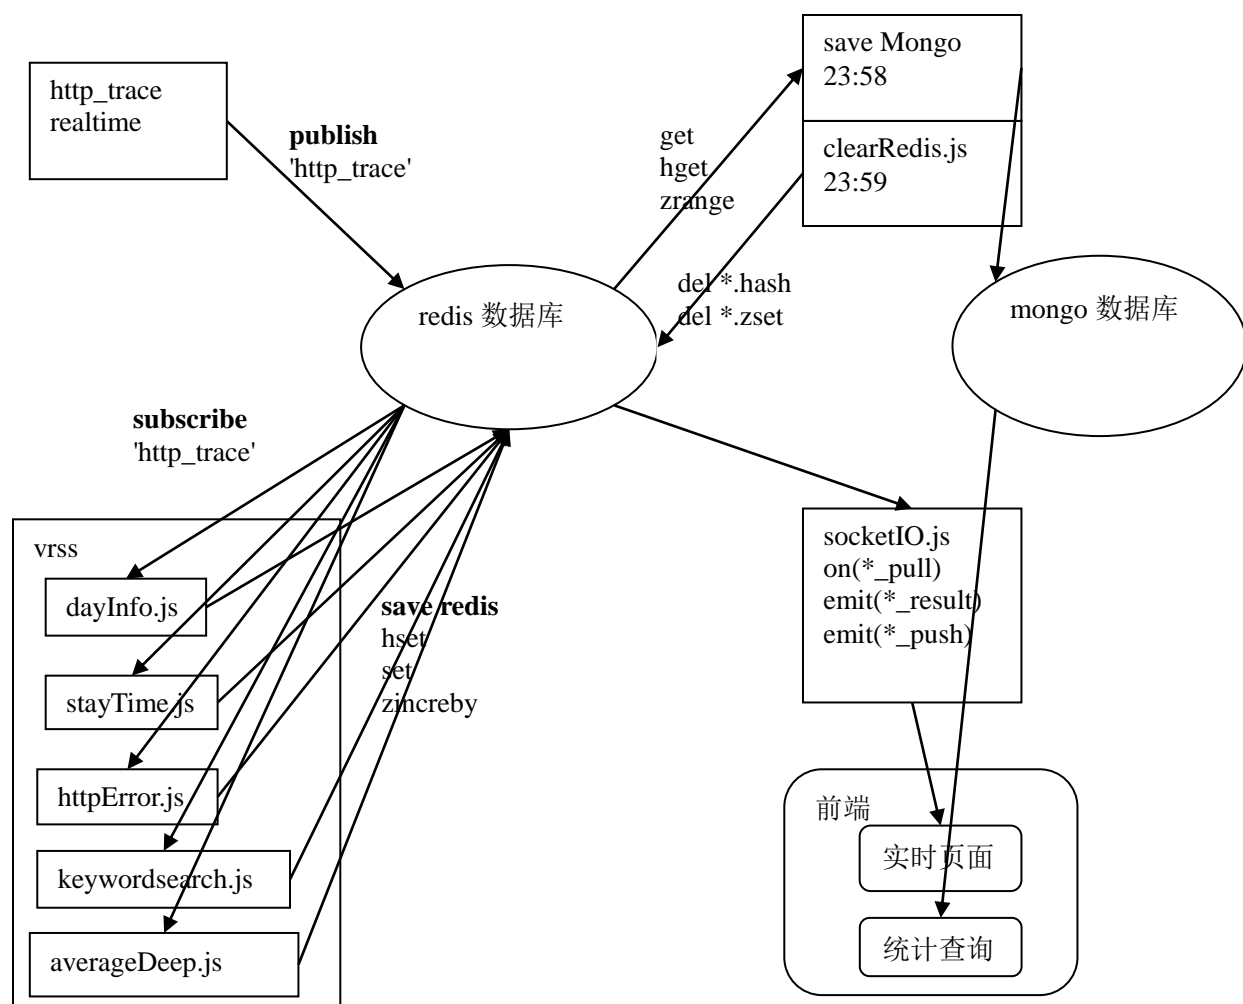 http_trace
realtime
publish
'http_trace'
get
hget
zrange
save Mongo
23:58
clearRedis.js
23:59
del *.hash
del *.zset
redis 数据库
mongo 数据库
subscribe
'http_trace'
vrss
dayInfo.js
stayTime.js
httpError.js
keywordsearch.js
averageDeep.js
save redis
hset
set
zincreby
socketIO.js
on(*_pull)
emit(*_result)
emit(*_push)
前端
实时页面
统计查询